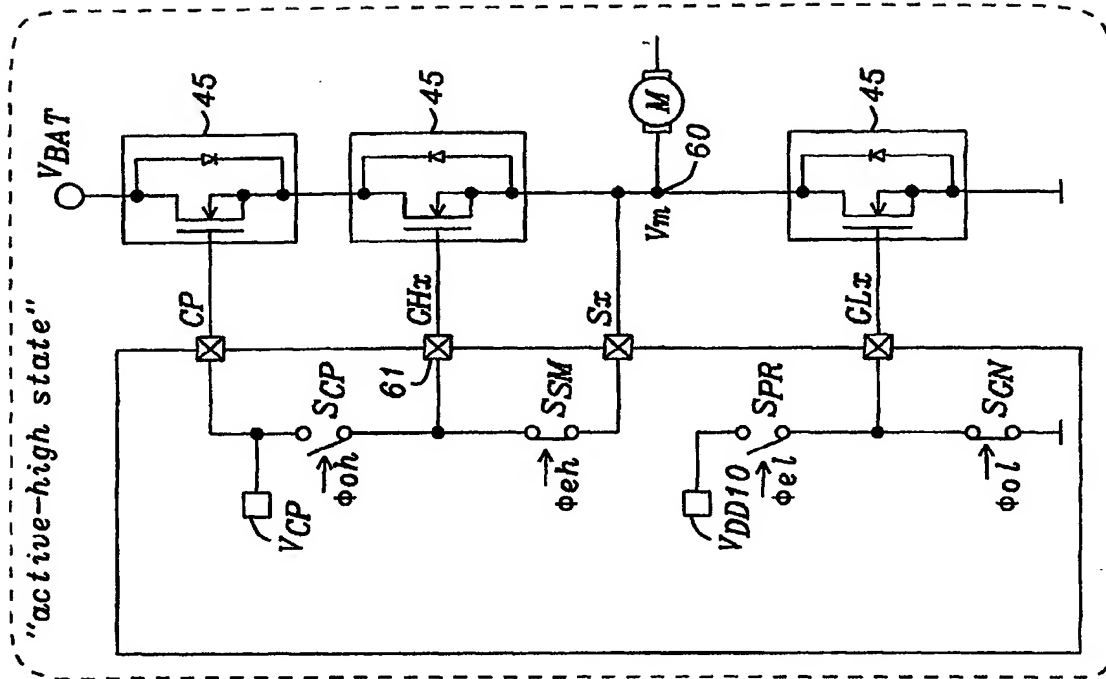 "active-high state"
VBAT
45
CP
45
GHx
61
SCP
ϕoh
VCP
M
60
Vm
Sx
SSM
ϕeh
45
GLx
SPR
ϕel
VDD10
SGN
ϕol